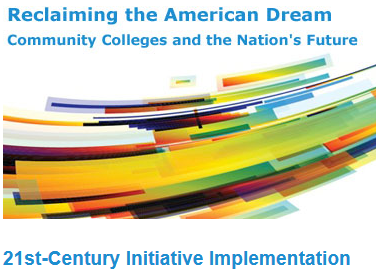 Reclaiming the American Dream
Community Colleges and the Nation's Future
21st-Century Initiative Implementation